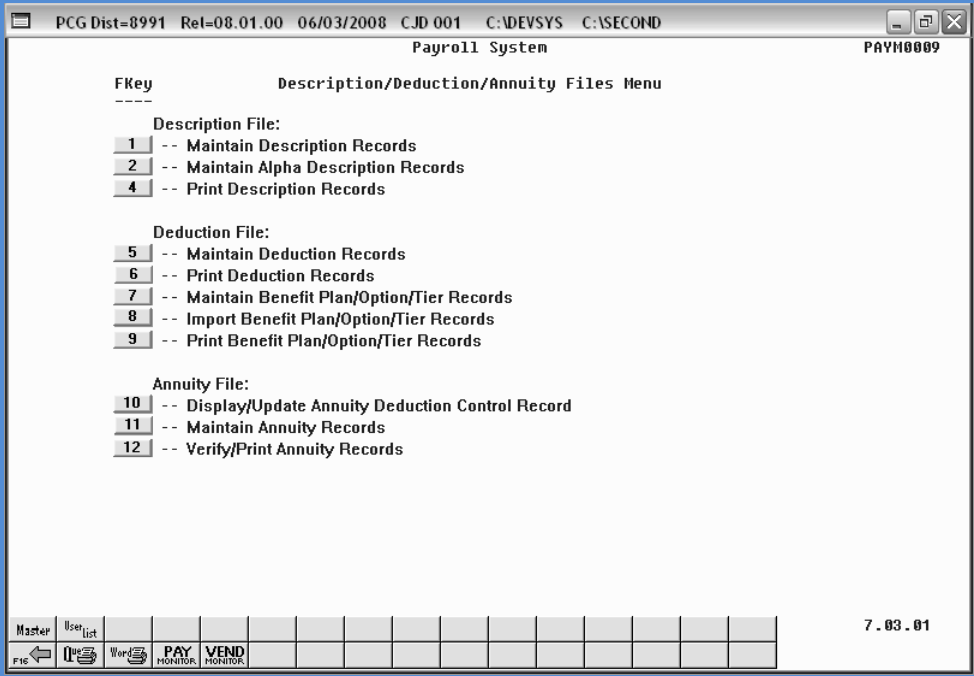 PCG Dist=8991 Rel=08.01.00 06/03/2008 CJD 001 C:\DEVSYS C:\SECOND
Payroll System PAYM0009
FKey Description/Deduction/Annuity Files Menu
----
Description File:
1 -- Maintain Description Records
2 -- Maintain Alpha Description Records
4 -- Print Description Records
Deduction File:
5 -- Maintain Deduction Records
6 -- Print Deduction Records
7 -- Maintain Benefit Plan/Option/Tier Records
8 -- Import Benefit Plan/Option/Tier Records
9 -- Print Benefit Plan/Option/Tier Records
Annuity File:
10 -- Display/Update Annuity Deduction Control Record
11 -- Maintain Annuity Records
12 -- Verify/Print Annuity Records
Master User List 7.03.01
F16 Que Word PAY MONITOR VEND MONITOR